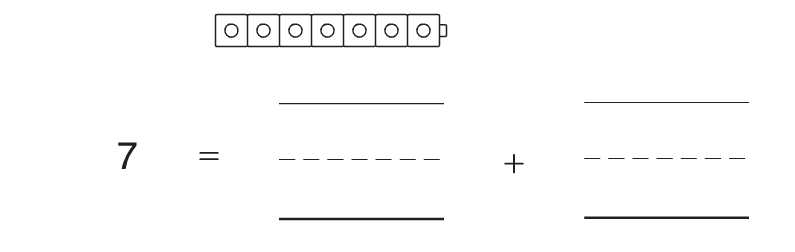 7 = +